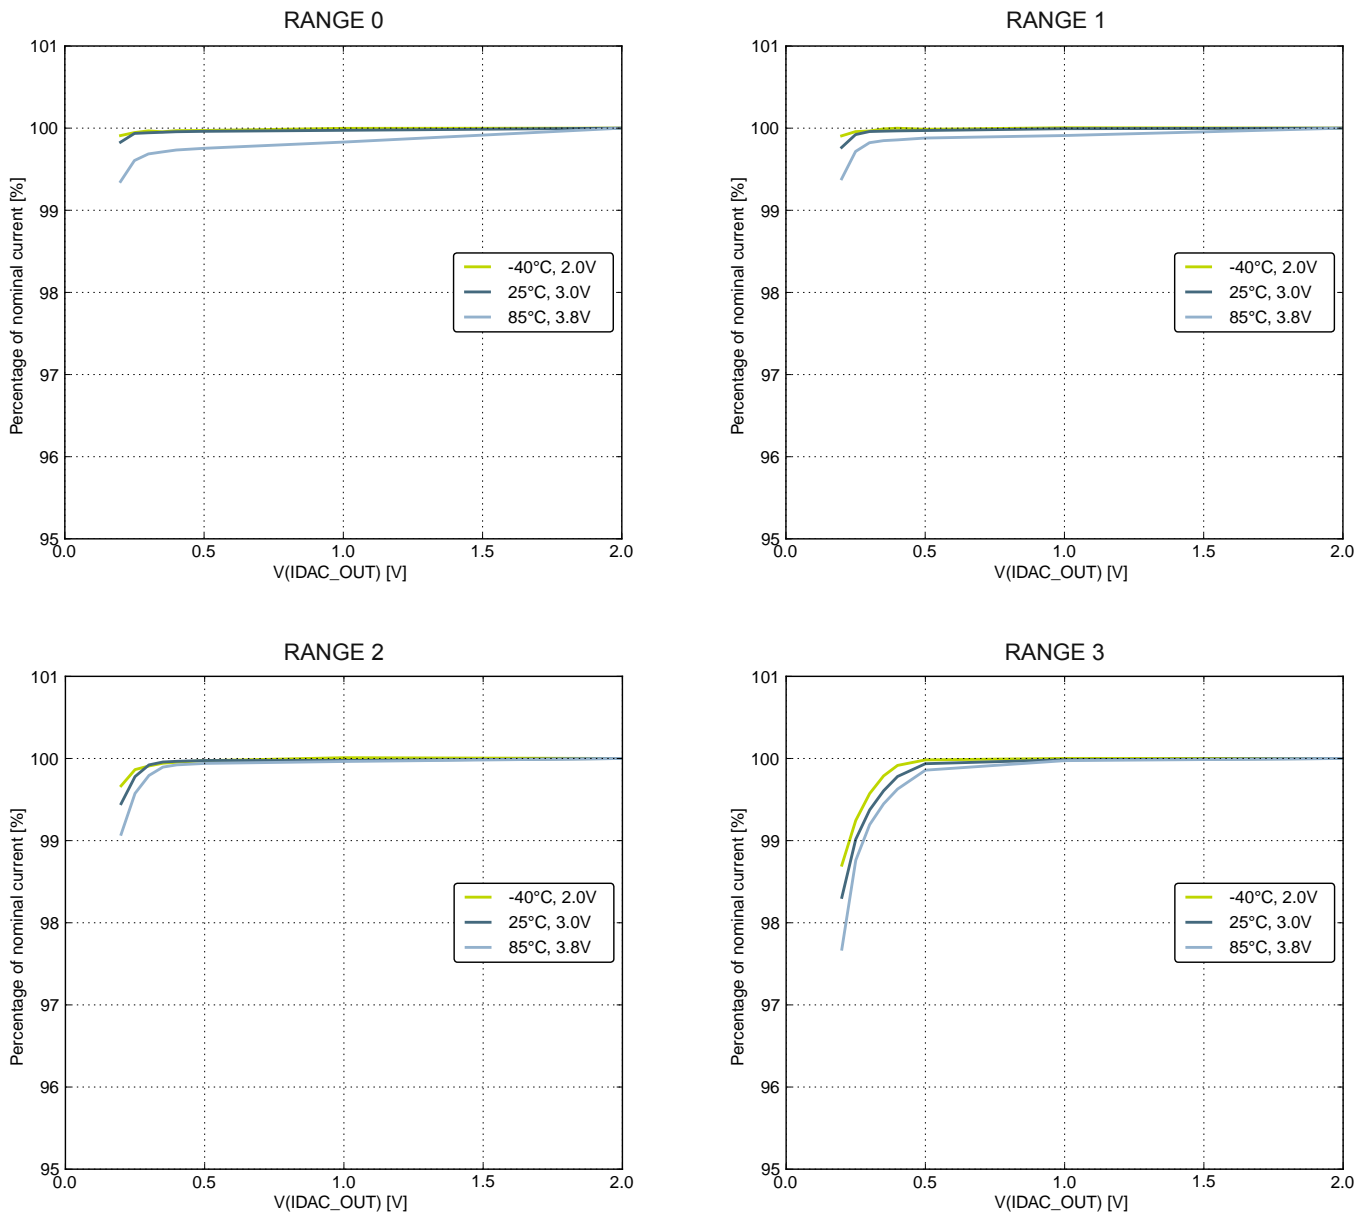 RANGE 0
101
100
99
98
97
96
95
Percentage of nominal current [%]
-40°C, 2.0V
25°C, 3.0V
85°C, 3.8V
0.0 0.5 1.0 1.5 2.0
V(IDAC_OUT) [V]
RANGE 1
101
100
99
98
97
96
95
Percentage of nominal current [%]
-40°C, 2.0V
25°C, 3.0V
85°C, 3.8V
0.0 0.5 1.0 1.5 2.0
V(IDAC_OUT) [V]
RANGE 2
101
100
99
98
97
96
95
Percentage of nominal current [%]
-40°C, 2.0V
25°C, 3.0V
85°C, 3.8V
0.0 0.5 1.0 1.5 2.0
V(IDAC_OUT) [V]
RANGE 3
101
100
99
98
97
96
95
Percentage of nominal current [%]
-40°C, 2.0V
25°C, 3.0V
85°C, 3.8V
0.0 0.5 1.0 1.5 2.0
V(IDAC_OUT) [V]